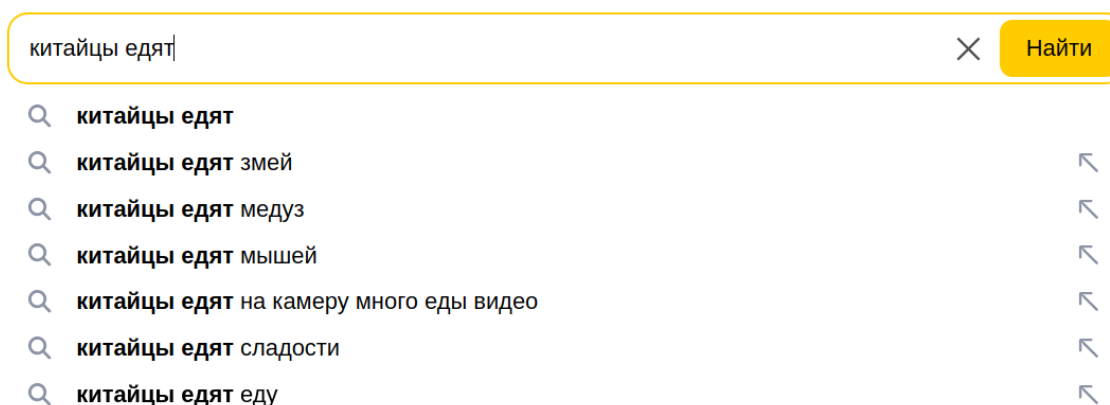 китайцы едят
Найти
китайцы едят
китайцы едят змей
китайцы едят медуз
китайцы едят мышей
китайцы едят на камеру много еды видео
китайцы едят сладости
китайцы едят еду